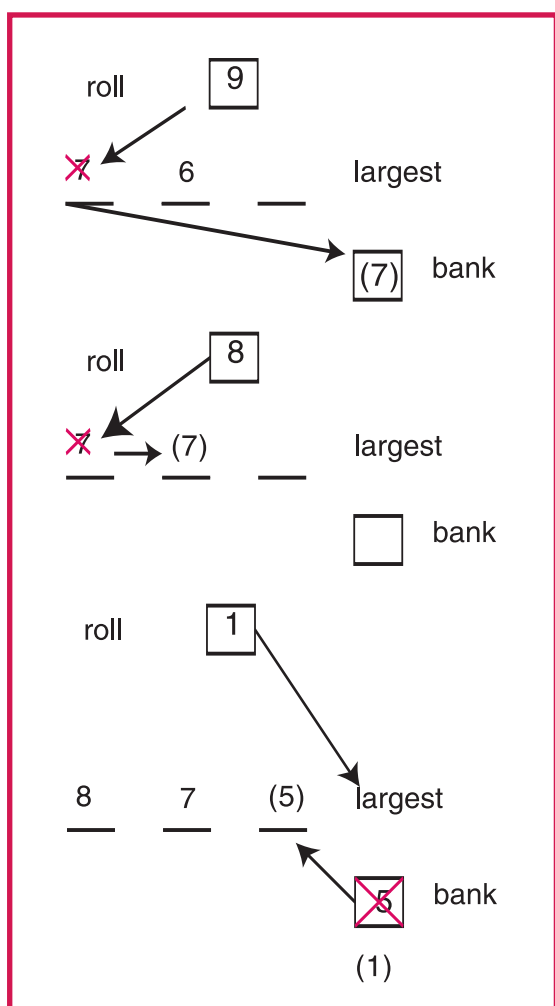 roll 9
7 6 largest
(7) bank
roll 8
7 (7) largest
bank
roll 1
8 7 (5) largest
5 bank
(1)